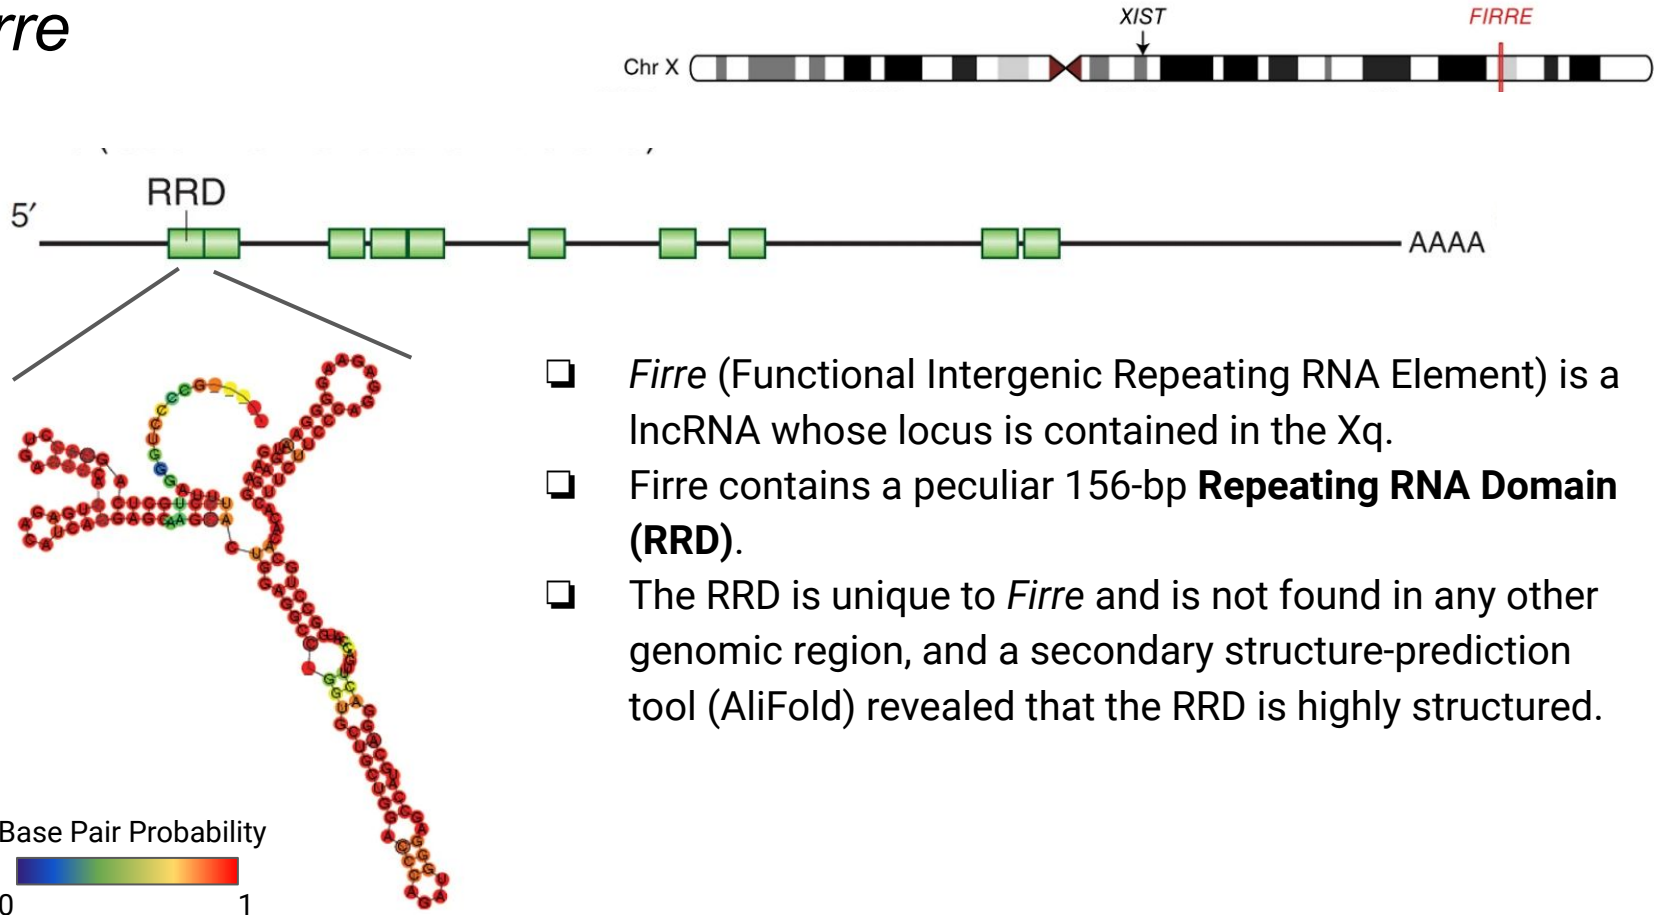 rre
XIST
FIRRE
Chr X
RRD
5′
AAAA
❏ Firre (Functional Intergenic Repeating RNA Element) is a
lncRNA whose locus is contained in the Xq.
❏ Firre contains a peculiar 156-bp Repeating RNA Domain
(RRD).
❏ The RRD is unique to Firre and is not found in any other
genomic region, and a secondary structure-prediction
tool (AliFold) revealed that the RRD is highly structured.
Base Pair Probability
0 1